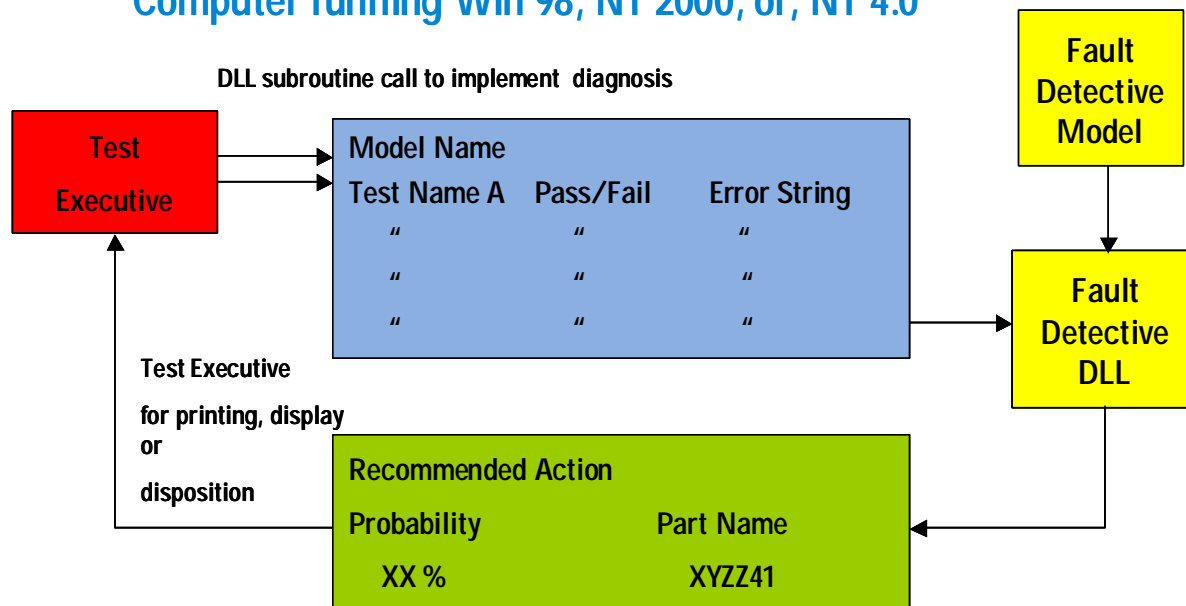 Computer running Win 98, NT 2000, or, NT 4.0
DLL subroutine call to implement diagnosis
Fault
Detective
Model
Test
Executive
Model Name
Test Name A Pass/Fail Error String
“ “ “
“ “ “
“ “ “
Fault
Detective
DLL
Test Executive
for printing, display
or
disposition
Recommended Action
Probability Part Name
XX % XYZZ41